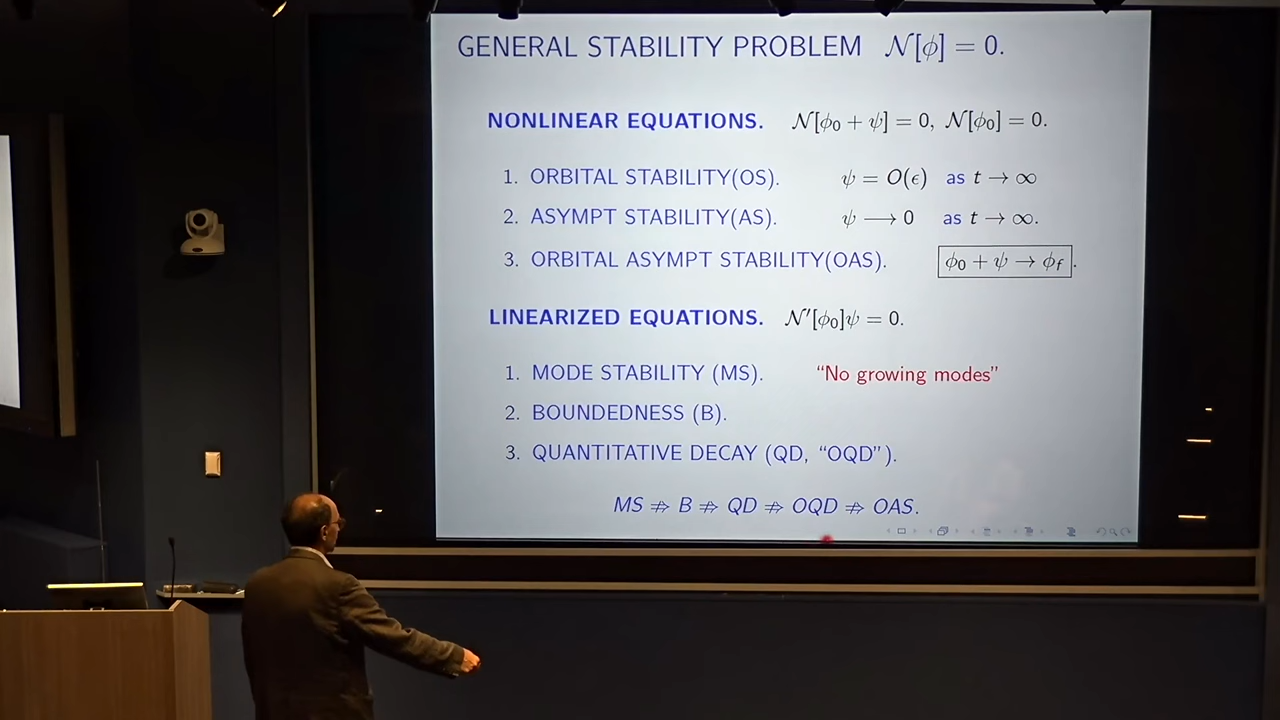 GENERAL STABILITY PROBLEM 𝒩[ϕ] = 0.
NONLINEAR EQUATIONS. 𝒩[ϕ₀ + ψ] = 0, 𝒩[ϕ₀] = 0.
1. ORBITAL STABILITY(OS). ψ = O(ϵ) as t → ∞
2. ASYMPT STABILITY(AS). ψ ⟶ 0 as t → ∞.
3. ORBITAL ASYMPT STABILITY(OAS). ϕ₀ + ψ → ϕ_f.
LINEARIZED EQUATIONS. 𝒩′[ϕ₀]ψ = 0.
1. MODE STABILITY (MS). “No growing modes”
2. BOUNDEDNESS (B).
3. QUANTITATIVE DECAY (QD, “OQD”).
MS ⇏ B ⇏ QD ⇏ OQD ⇏ OAS.